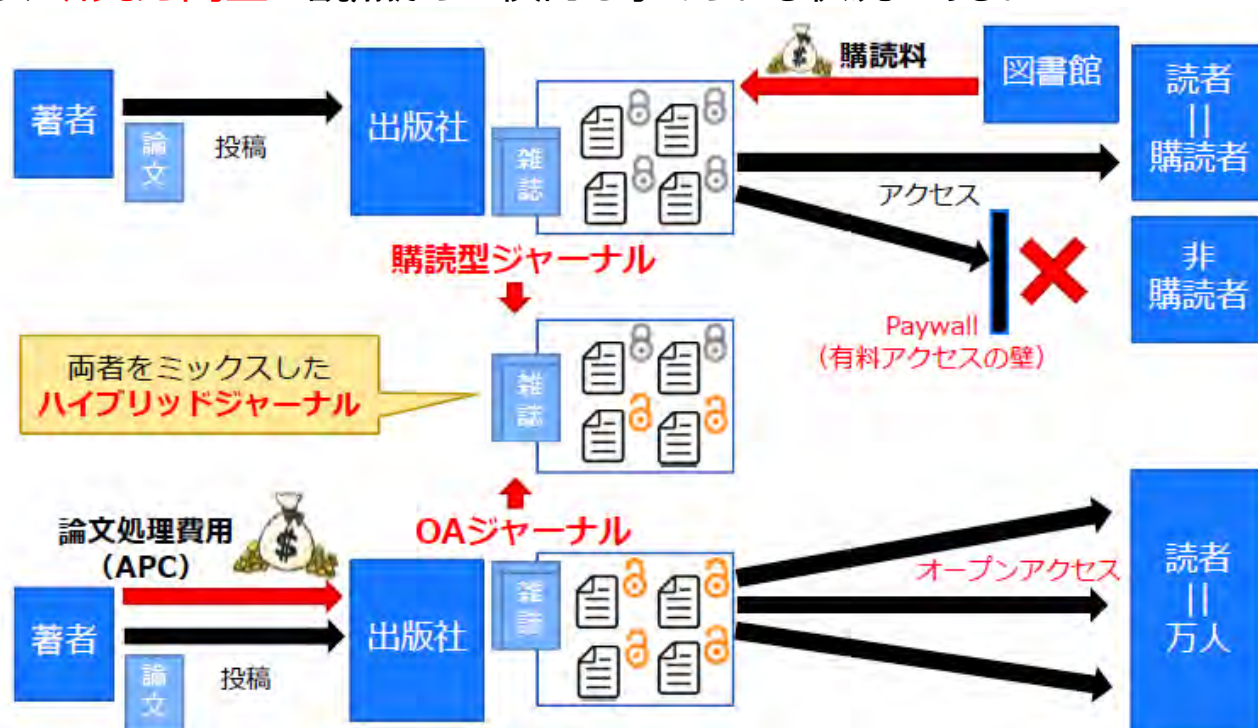 購読料
図書館
著者
論文
投稿
出版社
雑誌
読者
||
購読者
アクセス
購読型ジャーナル
非
購読者
Paywall
（有料アクセスの壁）
両者をミックスした
ハイブリッドジャーナル
雑誌
論文処理費用
（APC）
OAジャーナル
著者
論文
投稿
出版社
雑誌
オープンアクセス
読者
||
万人